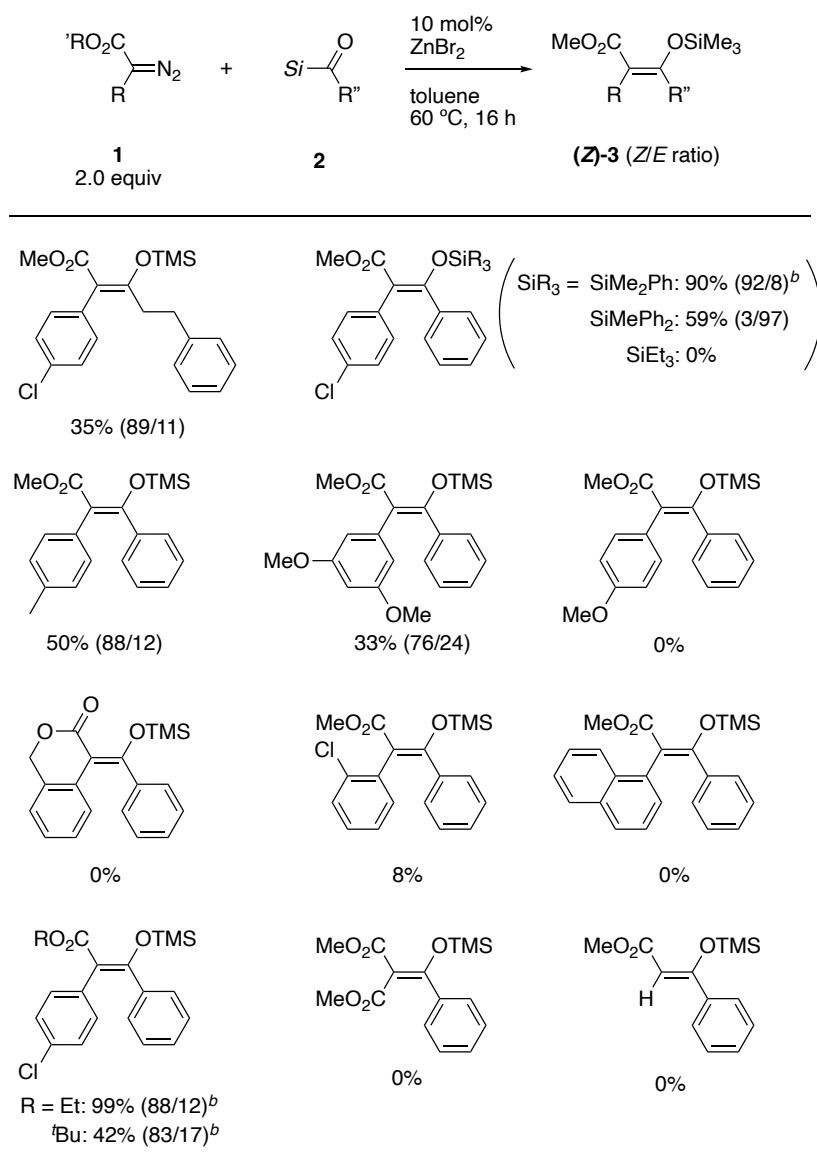 'RO₂C
R
N₂
1
2.0 equiv
+
Si
O
R”
2
10 mol%
ZnBr₂
toluene
60 ºC, 16 h
MeO₂C
OSiMe₃
R
R”
(Z)-3 (Z/E ratio)
MeO₂C
OTMS
Cl
35% (89/11)
MeO₂C
OSiR₃
Cl
SiR₃ = SiMe₂Ph: 90% (92/8)ᵇ
SiMePh₂: 59% (3/97)
SiEt₃: 0%
MeO₂C
OTMS
50% (88/12)
MeO₂C
OTMS
MeO
OMe
33% (76/24)
MeO₂C
OTMS
MeO
0%
O
O
OTMS
0%
MeO₂C
OTMS
Cl
8%
MeO₂C
OTMS
0%
RO₂C
OTMS
Cl
R = Et: 99% (88/12)ᵇ
ᵗBu: 42% (83/17)ᵇ
MeO₂C
OTMS
MeO₂C
0%
MeO₂C
OTMS
H
0%